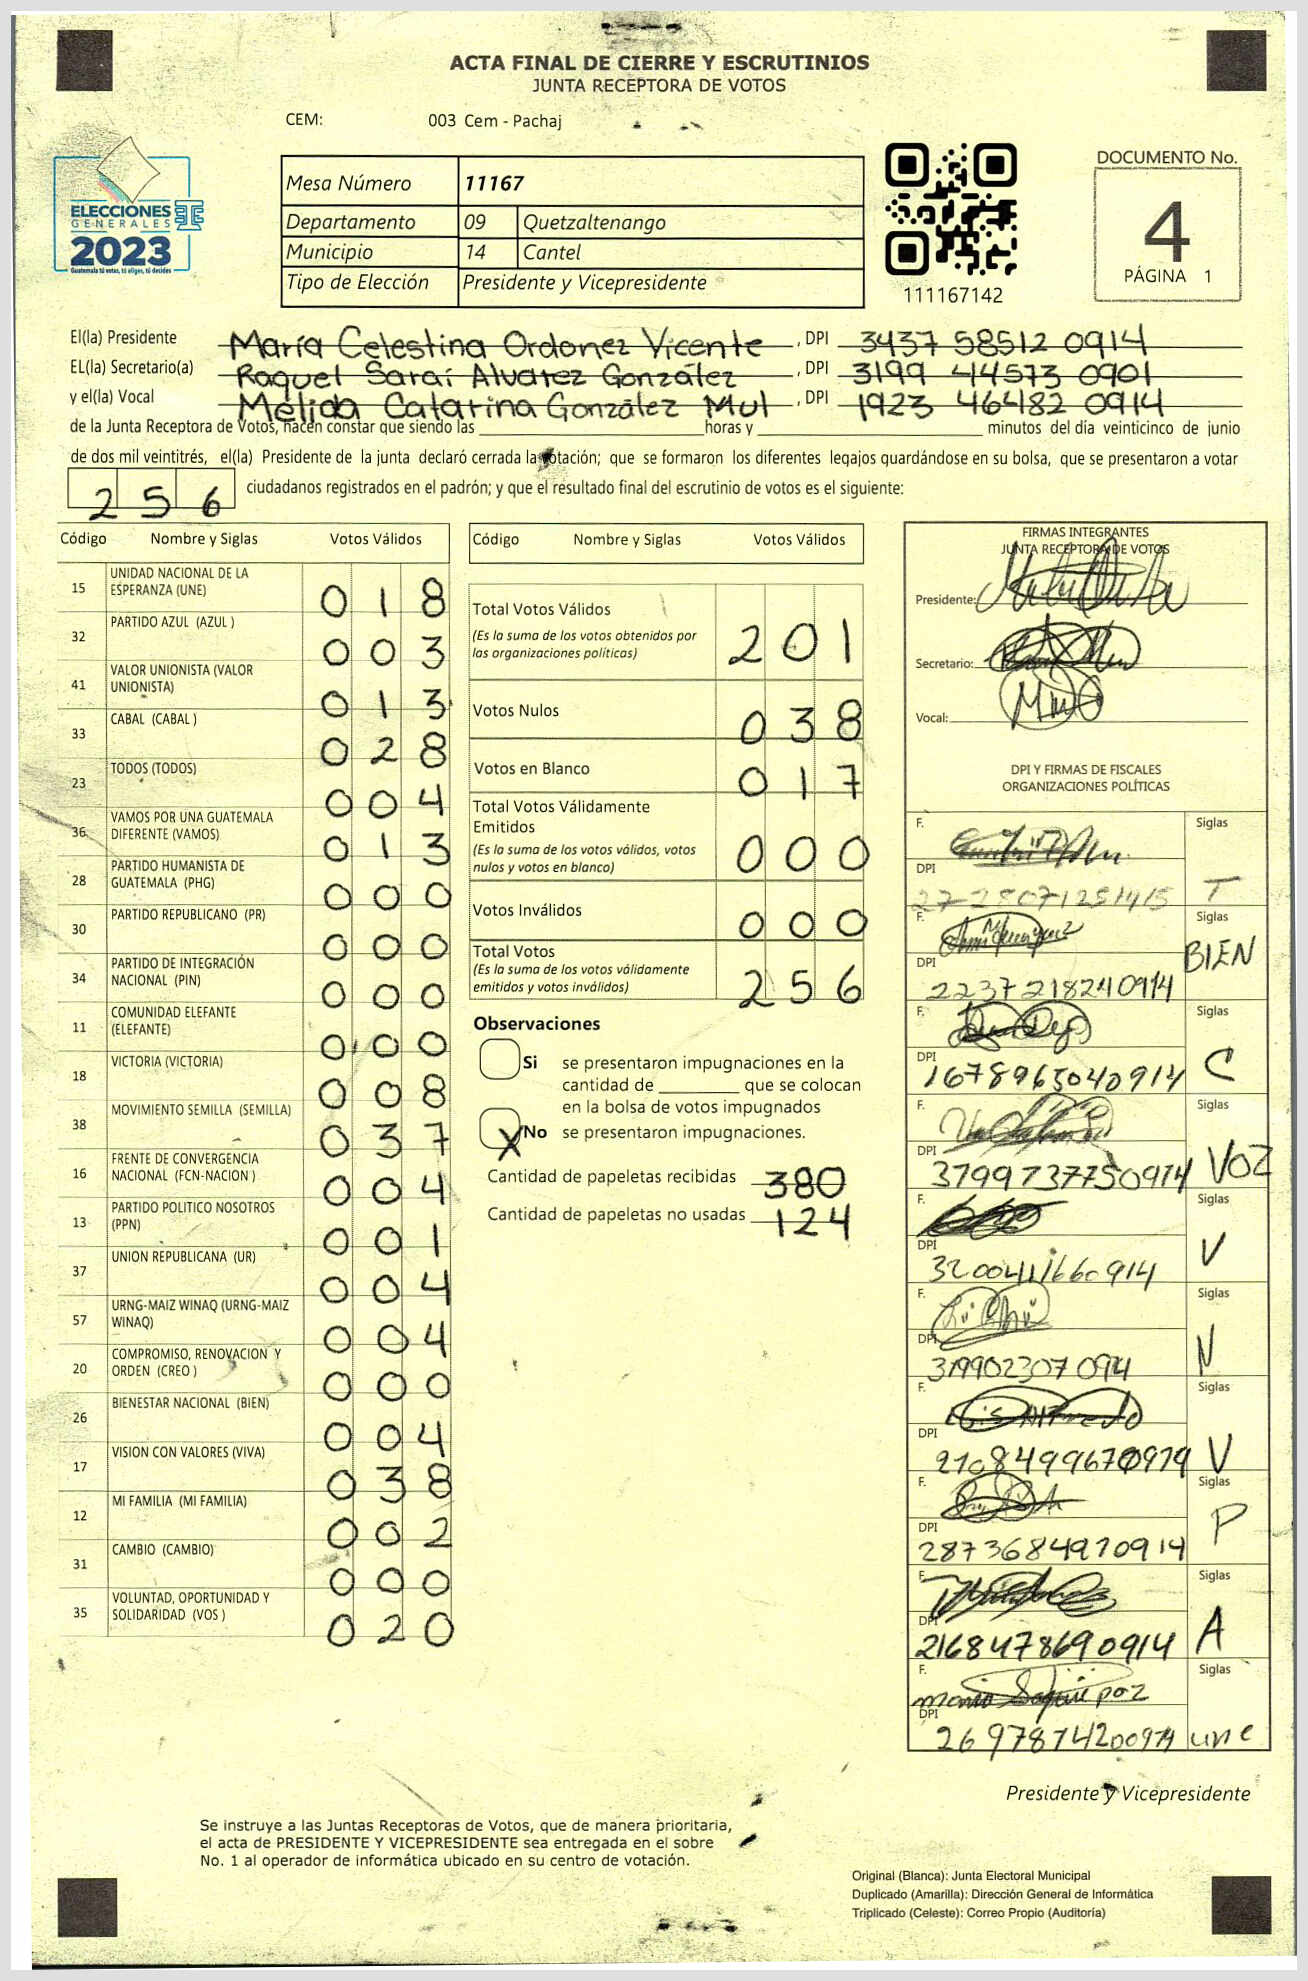 ACTA FINAL DE CIERRE Y ESCRUTINIOS
JUNTA RECEPTORA DE VOTOS
CEM: 003 Cem - Pachaj
ELECCIONES
GENERALES
2023
Guatemala tú votas, tú eliges, tú decides
Mesa Número 11167
Departamento 09 Quetzaltenango
Municipio 14 Cantel
Tipo de Elección Presidente y Vicepresidente
111167142
DOCUMENTO No.
4
PÁGINA 1
El(la) Presidente María Celestina Ordonez Vicente , DPI 3437 58512 0914
EL(la) Secretario(a) Raquel Saraí Alvarez González , DPI 3199 44573 0901
y el(la) Vocal Mélida Catarina González Mul , DPI 1923 46482 0914
de la Junta Receptora de Votos, hacen constar que siendo las horas y minutos del día veinticinco de junio
de dos mil veintitrés, el(la) Presidente de la junta declaró cerrada la votación; que se formaron los diferentes legajos guardándose en su bolsa, que se presentaron a votar
256 ciudadanos registrados en el padrón; y que el resultado final del escrutinio de votos es el siguiente:
Código Nombre y Siglas Votos Válidos
15 UNIDAD NACIONAL DE LA ESPERANZA (UNE) 018
32 PARTIDO AZUL (AZUL ) 003
41 VALOR UNIONISTA (VALOR UNIONISTA) 013
33 CABAL (CABAL ) 028
23 TODOS (TODOS) 004
36 VAMOS POR UNA GUATEMALA DIFERENTE (VAMOS) 013
28 PARTIDO HUMANISTA DE GUATEMALA (PHG) 000
30 PARTIDO REPUBLICANO (PR) 000
34 PARTIDO DE INTEGRACIÓN NACIONAL (PIN) 000
11 COMUNIDAD ELEFANTE (ELEFANTE) 000
18 VICTORIA (VICTORIA) 008
38 MOVIMIENTO SEMILLA (SEMILLA) 037
16 FRENTE DE CONVERGENCIA NACIONAL (FCN-NACION ) 004
13 PARTIDO POLITICO NOSOTROS (PPN) 001
37 UNION REPUBLICANA (UR) 004
57 URNG-MAIZ WINAQ (URNG-MAIZ WINAQ) 004
20 COMPROMISO, RENOVACION Y ORDEN (CREO ) 000
26 BIENESTAR NACIONAL (BIEN) 004
17 VISION CON VALORES (VIVA) 038
12 MI FAMILIA (MI FAMILIA) 002
31 CAMBIO (CAMBIO) 000
35 VOLUNTAD, OPORTUNIDAD Y SOLIDARIDAD (VOS ) 020
Código Nombre y Siglas Votos Válidos
Total Votos Válidos 201
(Es la suma de los votos obtenidos por
las organizaciones políticas)
Votos Nulos 038
Votos en Blanco 017
Total Votos Válidamente
Emitidos 000
(Es la suma de los votos válidos, votos
nulos y votos en blanco)
Votos Inválidos 000
Total Votos 256
(Es la suma de los votos válidamente
emitidos y votos inválidos)
Observaciones
Si se presentaron impugnaciones en la
cantidad de que se colocan
en la bolsa de votos impugnados
X No se presentaron impugnaciones.
Cantidad de papeletas recibidas 380
Cantidad de papeletas no usadas 124
FIRMAS INTEGRANTES
JUNTA RECEPTORA DE VOTOS
Presidente:
Secretario:
Vocal:
DPI Y FIRMAS DE FISCALES
ORGANIZACIONES POLÍTICAS
F. Siglas
DPI T
F. Siglas
DPI 2237218240914 BIEN
F. Siglas
DPI 1678965040914 C
F. Siglas
DPI 3799737750914 VOZ
F. Siglas
DPI 3200411660914 V
F. Siglas
DPI 319902307094 N
F. Siglas
DPI 2108499670914 V
F. Siglas
DPI 2873684970914 P
F. Siglas
DPI 2168478690914 A
F. Siglas
DPI 2697874200914 une
Presidente y Vicepresidente
Se instruye a las Juntas Receptoras de Votos, que de manera prioritaria,
el acta de PRESIDENTE Y VICEPRESIDENTE sea entregada en el sobre
No. 1 al operador de informática ubicado en su centro de votación.
Original (Blanca): Junta Electoral Municipal
Duplicado (Amarilla): Dirección General de Informática
Triplicado (Celeste): Correo Propio (Auditoría)